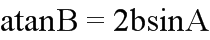 atanB = 2bsinA